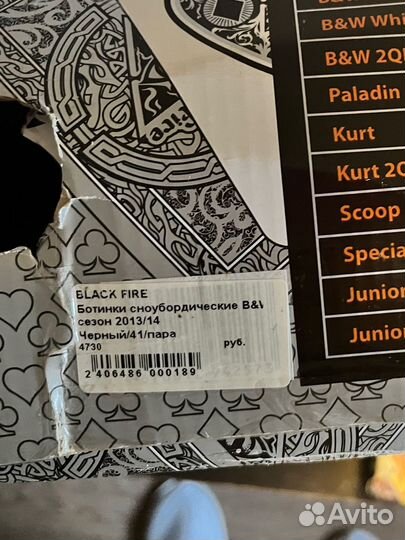 B&W Whi
B&W 2Q
Paladin
Kurt
Kurt 2Q
Scoop
Specia
Junior
Junior
BLACK FIRE
Ботинки сноубордические B&W
сезон 2013/14
Черный/41/пара
4730 руб.
2 406486 000189
Avito